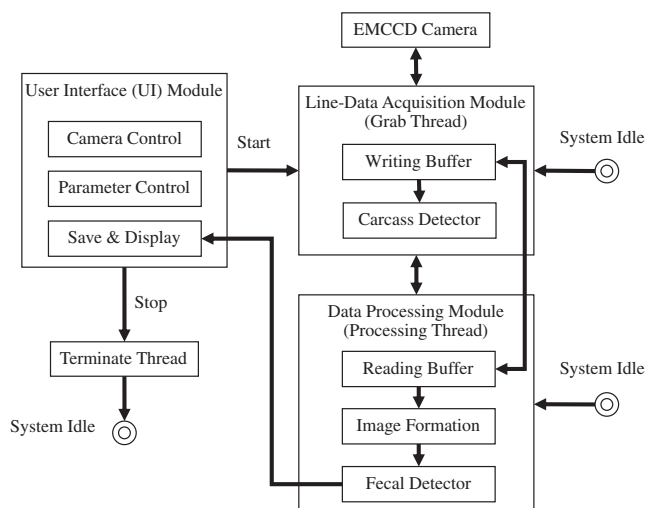 EMCCD Camera
User Interface (UI) Module
Camera Control
Parameter Control
Save & Display
Start
Line-Data Acquisition Module
(Grab Thread)
Writing Buffer
Carcass Detector
System Idle
Stop
Terminate Thread
System Idle
Data Processing Module
(Processing Thread)
Reading Buffer
Image Formation
Fecal Detector
System Idle